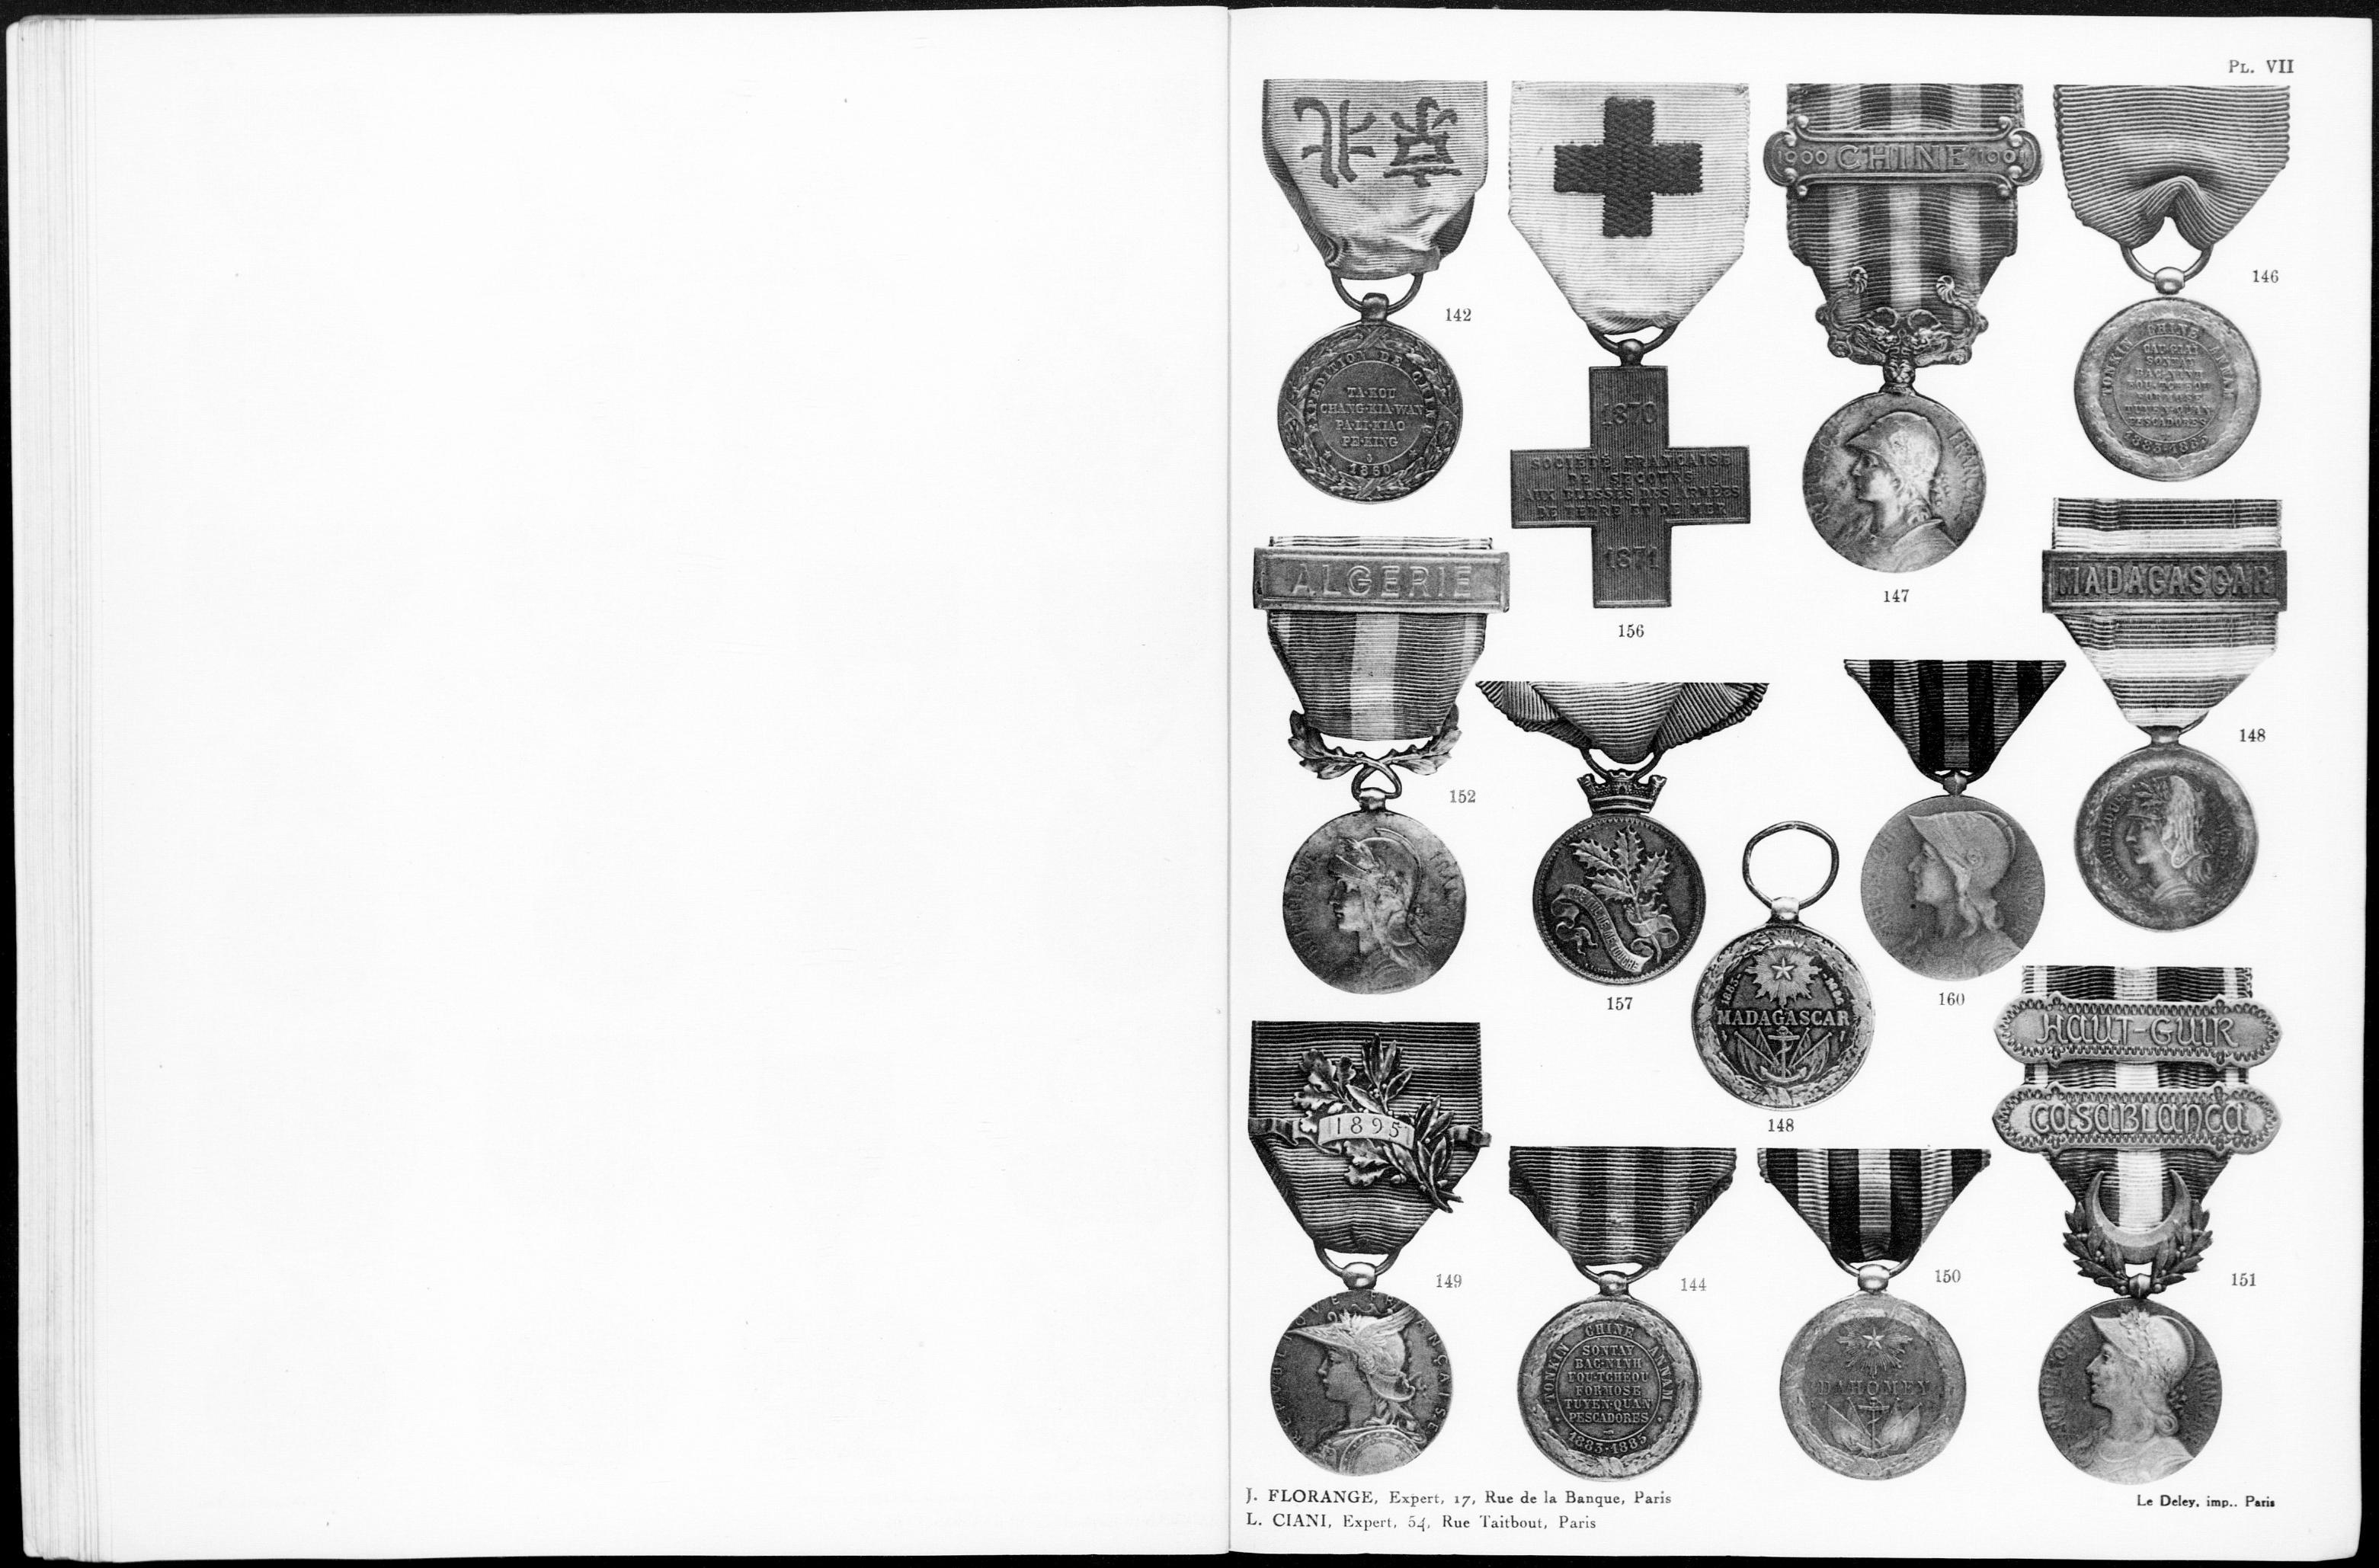 PL. VII
1900 CHINE 1901
146
142
EXPEDITION DE CHINE
TA·KOU
CHANG·KIA·WAN
PA·LI·KIAO
PE·KING
1860
1870
SOCIÉTÉ FRANÇAISE
DE SECOURS
AUX BLESSÉS DES ARMÉES
DE TERRE ET DE MER
1871
156
147
TONKIN CHINE ANNAM
SONTAY
BAC·NINH
FOU·TCHEOU
FORMOSE
TUYEN·QUAN
PESCADORES
1883·1885
ALGERIE
152
MADAGASCAR
148
157
160
1885
MADAGASCAR
148
HAUT-GUIR
CASABLANCA
1895
149
REPVBLIQVE FRANÇAISE
144
TONKIN CHINE ANNAM
SONTAY
BAC·NINH
FOU·TCHEOU
FORMOSE
TUYEN·QUAN
PESCADORES
1883·1885
150
DAHOMEY
151
J. FLORANGE, Expert, 17, Rue de la Banque, Paris
L. CIANI, Expert, 54, Rue Taitbout, Paris
Le Deley, imp.. Paris